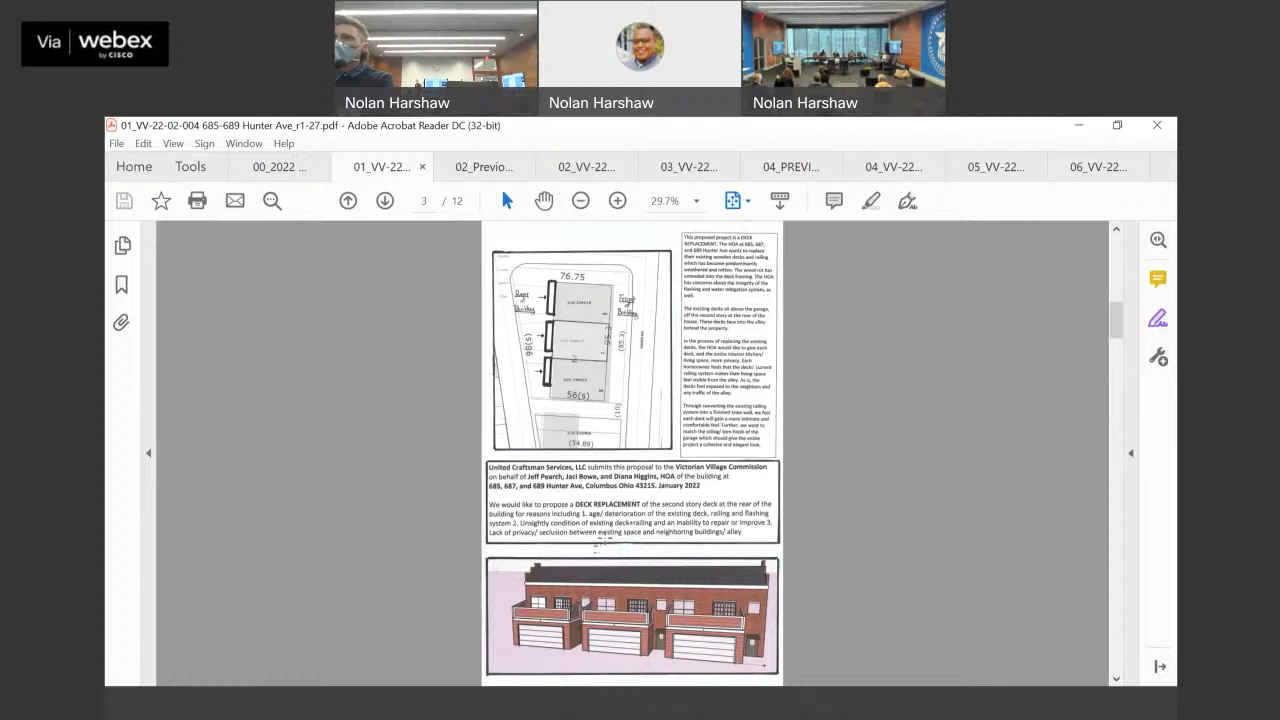 Via webex
by CISCO
Nolan Harshaw
Nolan Harshaw
Nolan Harshaw
01_VV-22-02-004 685-689 Hunter Ave_r1-27.pdf - Adobe Acrobat Reader DC (32-bit)
File Edit View Sign Window Help
Home Tools 00_2022 ... 01_VV-22... × 02_Previo... 02_VV-22... 03_VV-22... 04_PREVI... 04_VV-22... 05_VV-22... 06_VV-22...
3 / 12 29.7%
This proposed project is a DECK
REPLACEMENT. The HOA at 685, 687,
and 689 Hunter Ave wants to replace
their existing wooden decks and railing
which has become predominantly
weathered and rotten. The wood rot has
extended into the deck framing. The HOA
has concerns about the integrity of the
flashing and water mitigation system, as
well.
The existing decks sit above the garage,
off the second story at the rear of the
house. These decks face into the alley
behind the property.
In the process of replacing the existing
decks, the HOA would like to give each
deck, and the entire interior kitchen/
living space, more privacy. Each
homeowner feels that the decks' current
railing system makes their living space
feel visible from the alley. As is, the
decks feel exposed to the neighbors and
any traffic of the alley.
Through converting the existing railing
system into a finished knee wall, we feel
each deck will gain a more intimate and
comfortable feel. Further, we want to
match the siding/ trim finish of the
garage which should give the entire
project a cohesive and elegant look.
76.75
Rear
of
Building
Front
of
Building
98(s)
(85.3)
56(s)
(10)
(34.89)
United Craftsman Services, LLC submits this proposal to the Victorian Village Commission
on behalf of Jeff Pearch, Jaci Bowe, and Diana Higgins, HOA of the building at
685, 687, and 689 Hunter Ave, Columbus Ohio 43215. January 2022
We would like to propose a DECK REPLACEMENT of the second story deck at the rear of the
building for reasons including 1. age/ deterioration of the existing deck, railing and flashing
system 2. Unsightly condition of existing deck+railing and an inability to repair or improve 3.
Lack of privacy/ seclusion between existing space and neighboring buildings/ alley